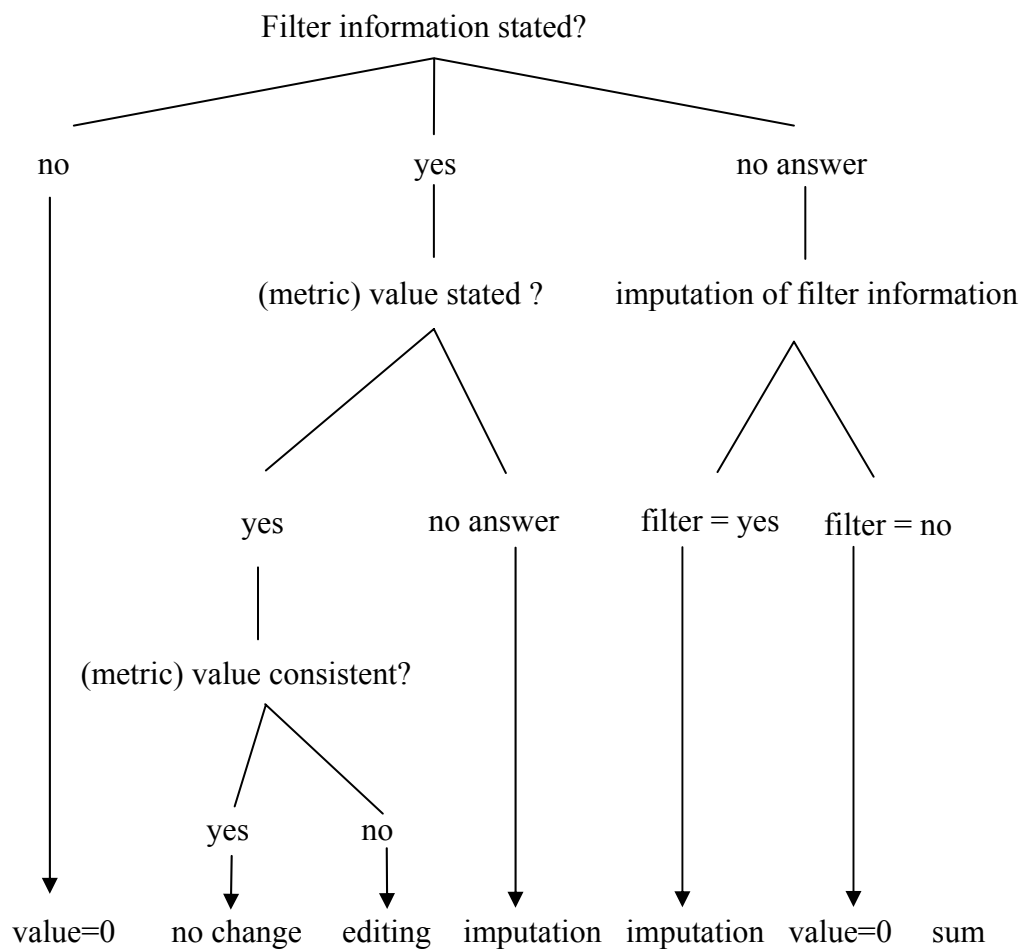 Filter information stated?
no yes no answer
(metric) value stated ? imputation of filter information
yes no answer filter = yes filter = no
(metric) value consistent?
yes no
value=0 no change editing imputation imputation value=0 sum